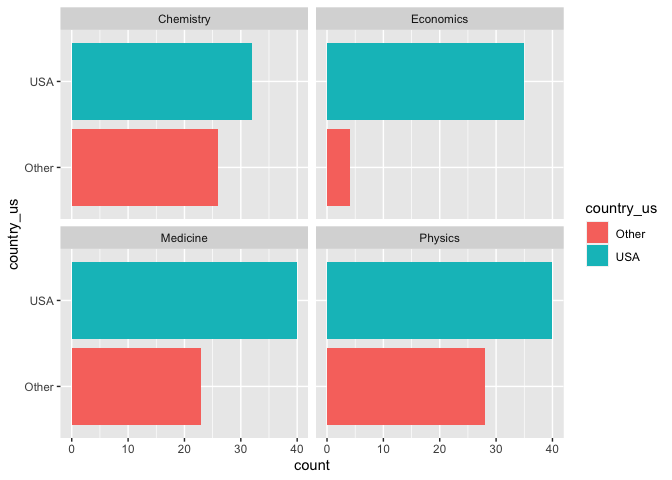 Chemistry
Economics
USA
Other
Medicine
Physics
USA
Other
0 10 20 30 40
0 10 20 30 40
count
country_us
country_us
Other
USA